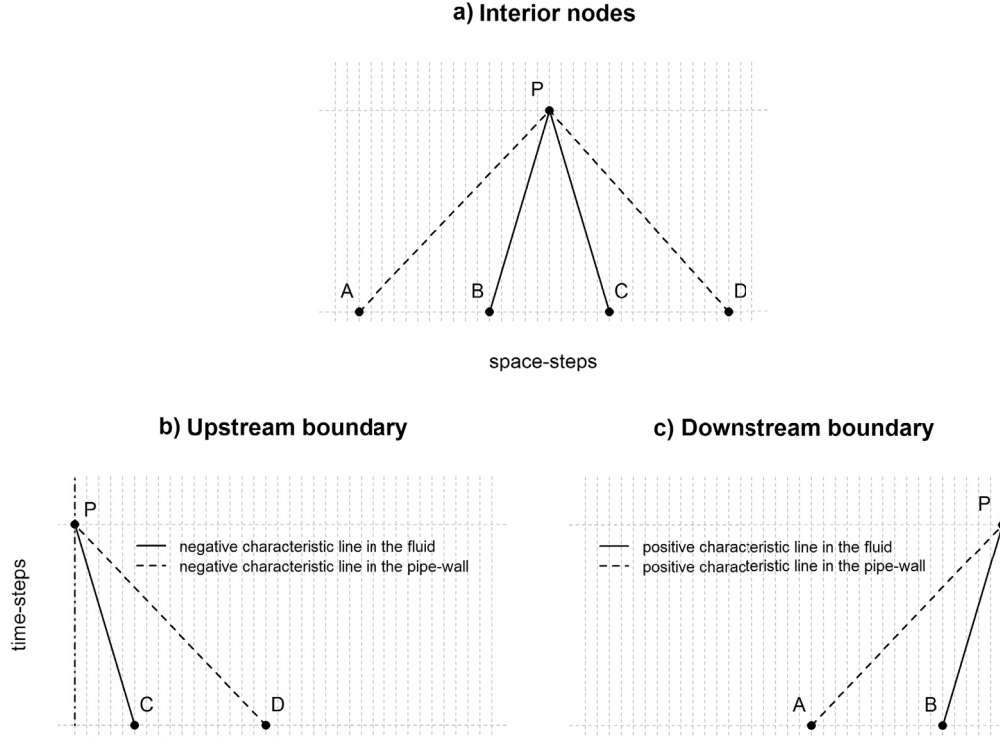 a) Interior nodes
P
A
B
C
D
space-steps
b) Upstream boundary
c) Downstream boundary
P
negative characteristic line in the fluid
negative characteristic line in the pipe-wall
time-steps
C
D
P
positive characteristic line in the fluid
positive characteristic line in the pipe-wall
A
B